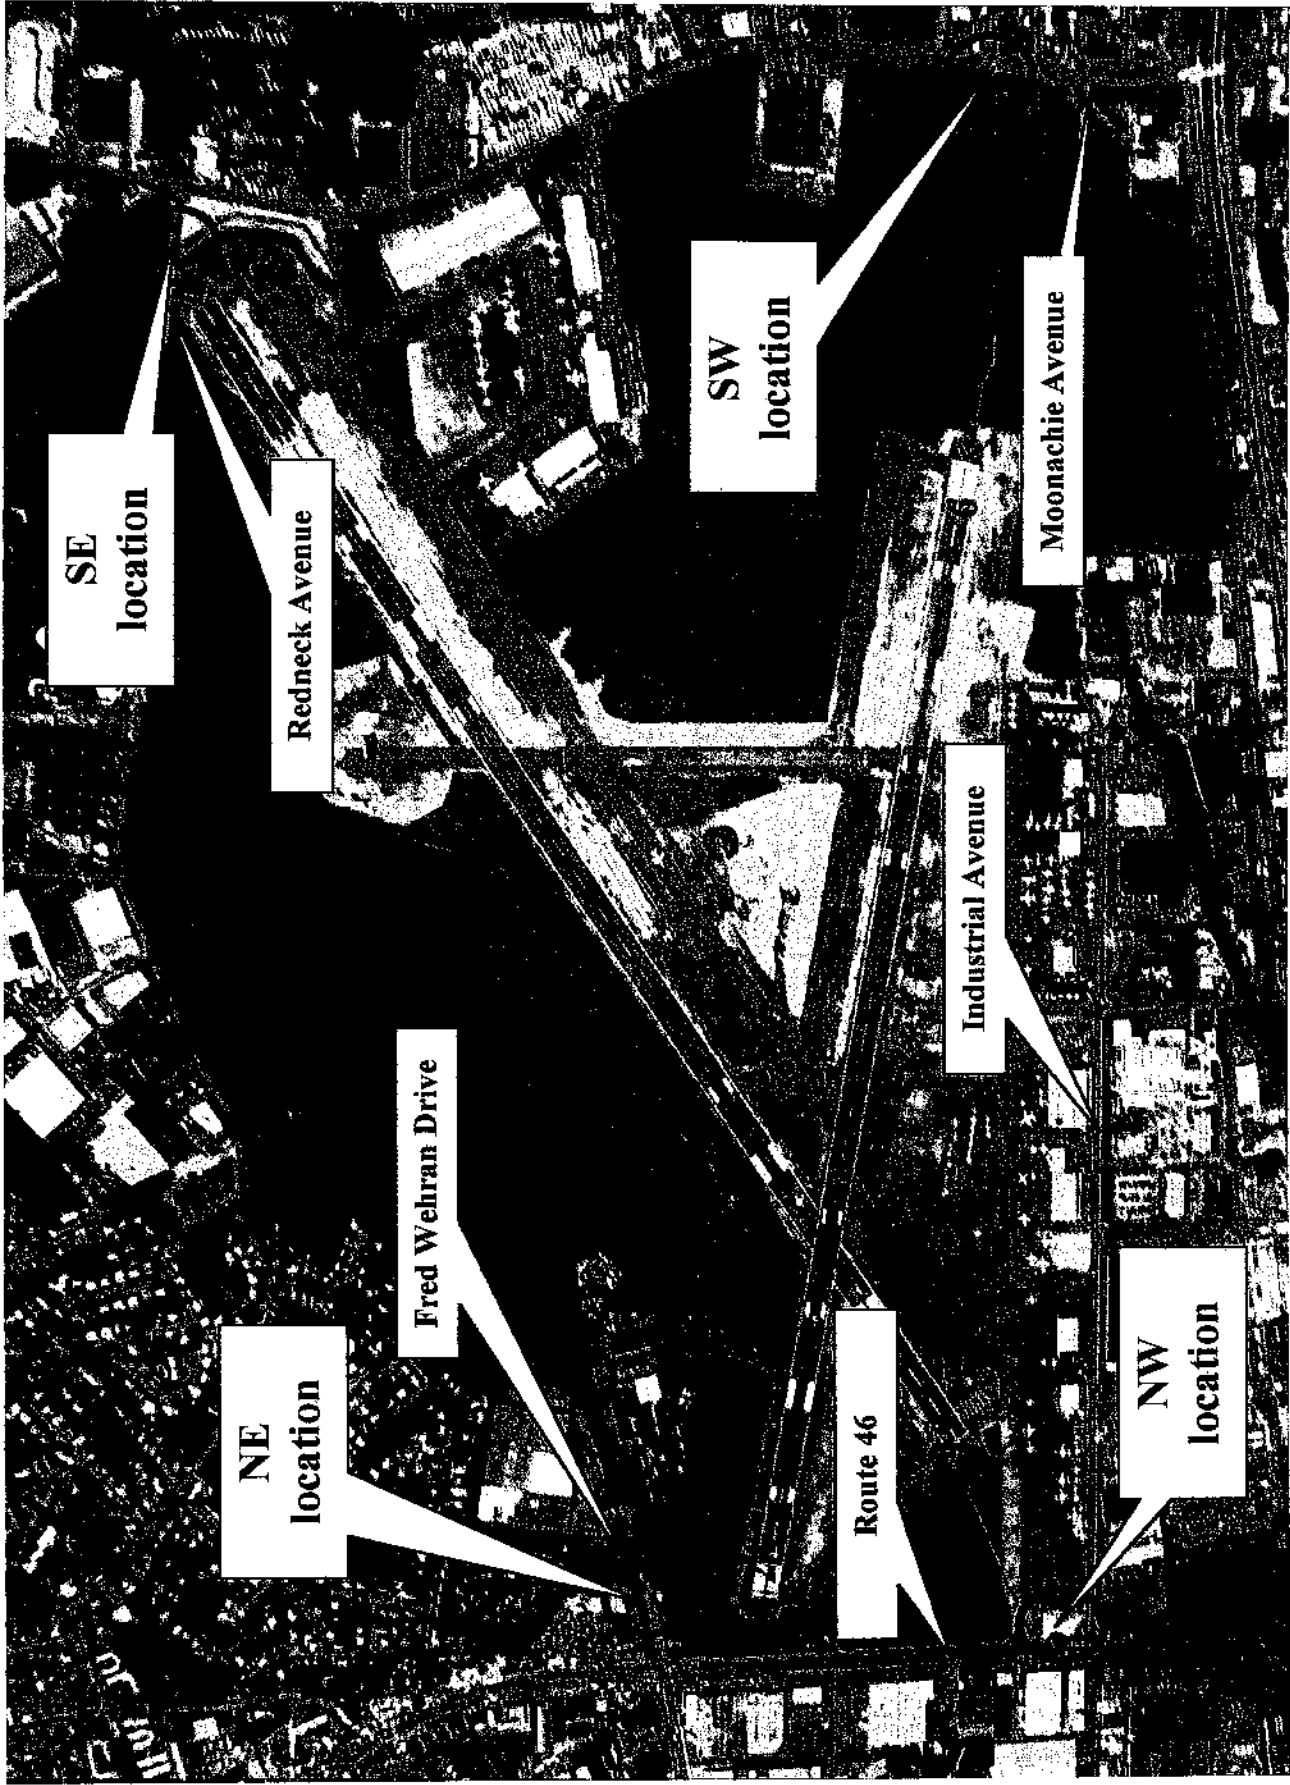 SE
location
Redneck Avenue
SW
location
Moonachie Avenue
Industrial Avenue
Fred Wehran Drive
NE
location
Route 46
NW
location